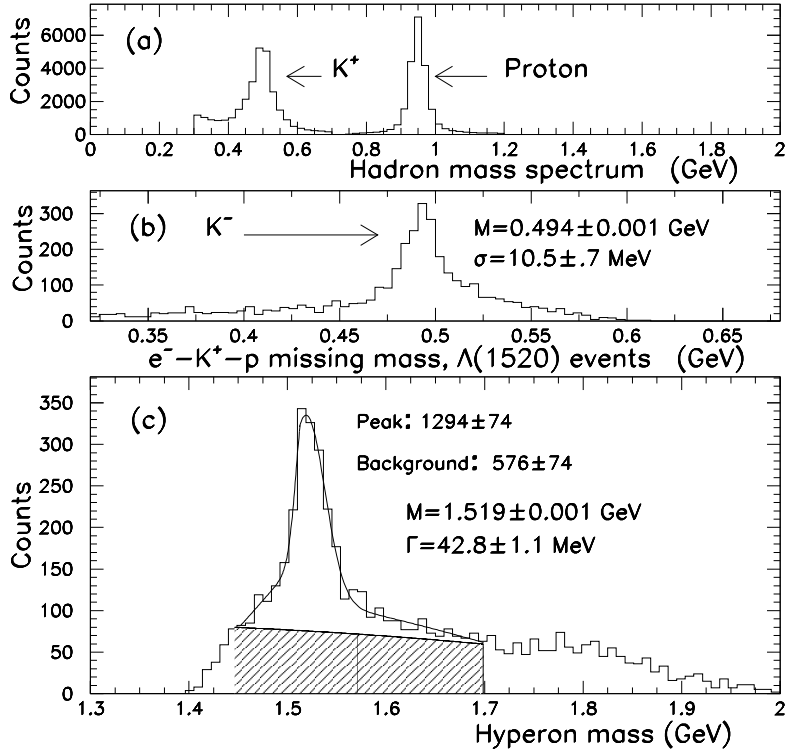 (a)
K⁺
Proton
Counts
6000
4000
2000
0
0 0.2 0.4 0.6 0.8 1 1.2 1.4 1.6 1.8 2
Hadron mass spectrum (GeV)
(b)
K⁻
M=0.494±0.001 GeV
σ=10.5±.7 MeV
Counts
300
200
100
0
0.35 0.4 0.45 0.5 0.55 0.6 0.65
e⁻−K⁺−p missing mass, Λ(1520) events (GeV)
(c)
Peak: 1294±74
Background: 576±74
M=1.519±0.001 GeV
Γ=42.8±1.1 MeV
Counts
350
300
250
200
150
100
50
0
1.3 1.4 1.5 1.6 1.7 1.8 1.9 2
Hyperon mass (GeV)